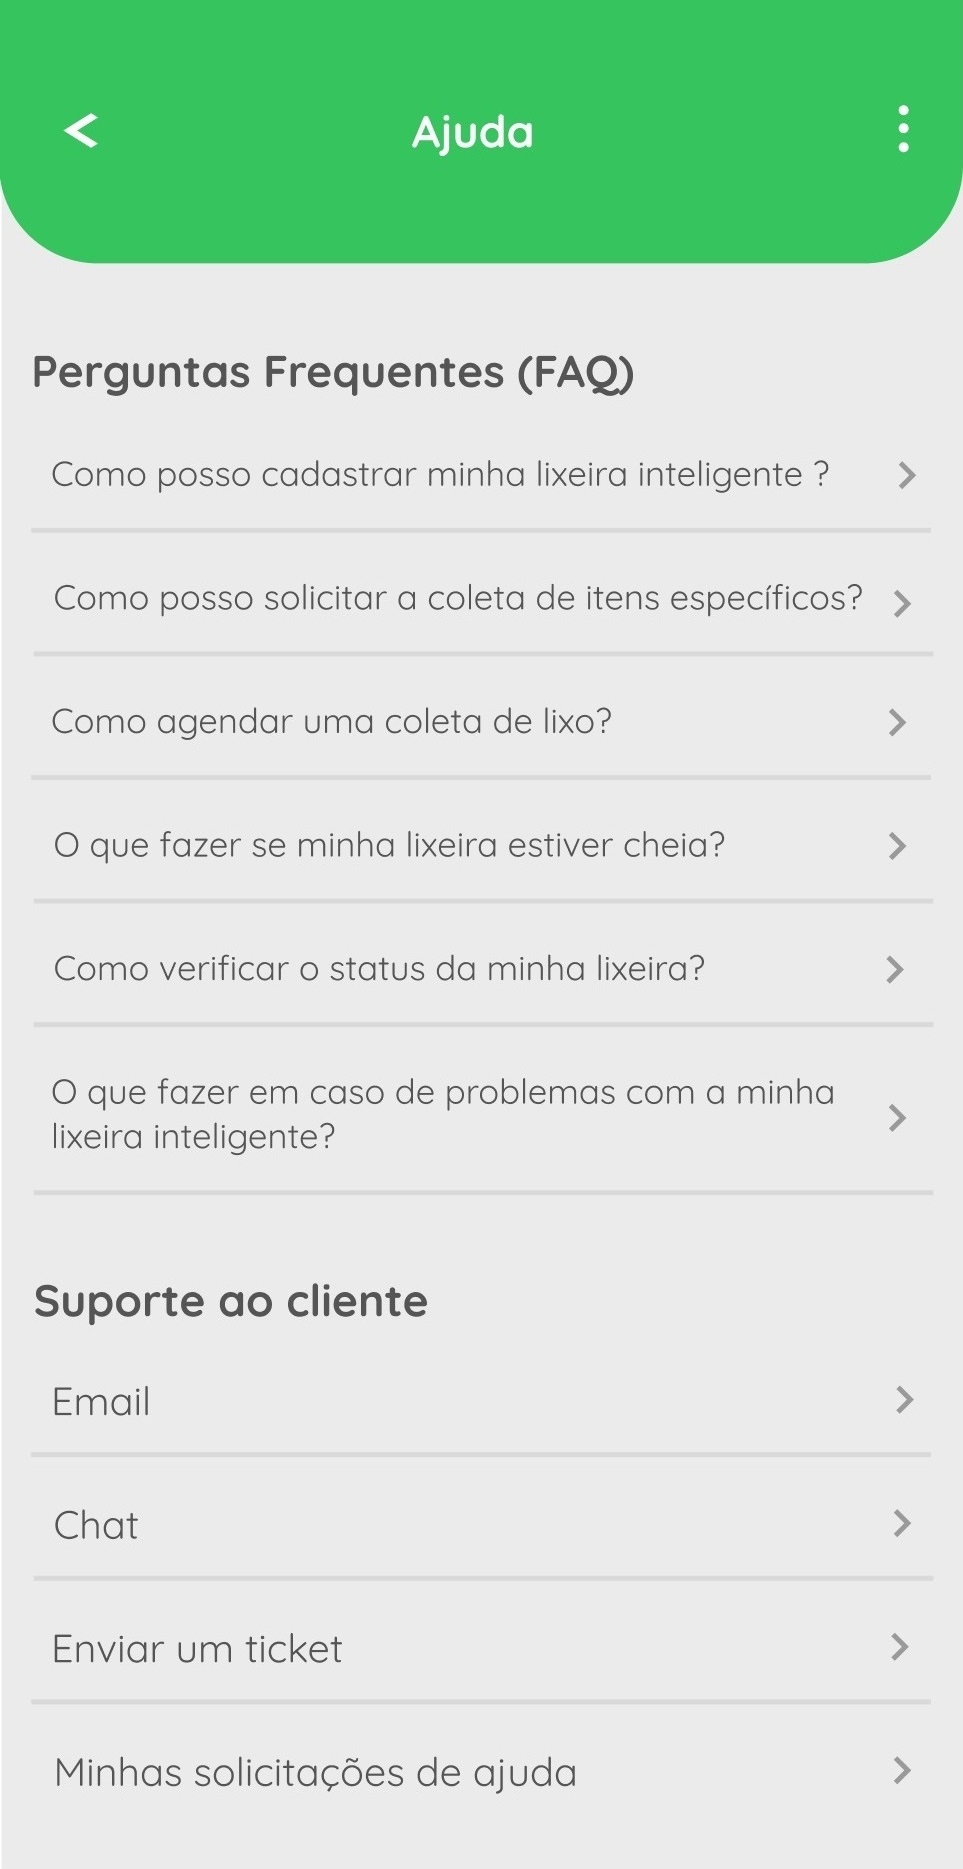 Ajuda
Perguntas Frequentes (FAQ)
Como posso cadastrar minha lixeira inteligente ?
Como posso solicitar a coleta de itens específicos?
Como agendar uma coleta de lixo?
O que fazer se minha lixeira estiver cheia?
Como verificar o status da minha lixeira?
O que fazer em caso de problemas com a minha
lixeira inteligente?
Suporte ao cliente
Email
Chat
Enviar um ticket
Minhas solicitações de ajuda